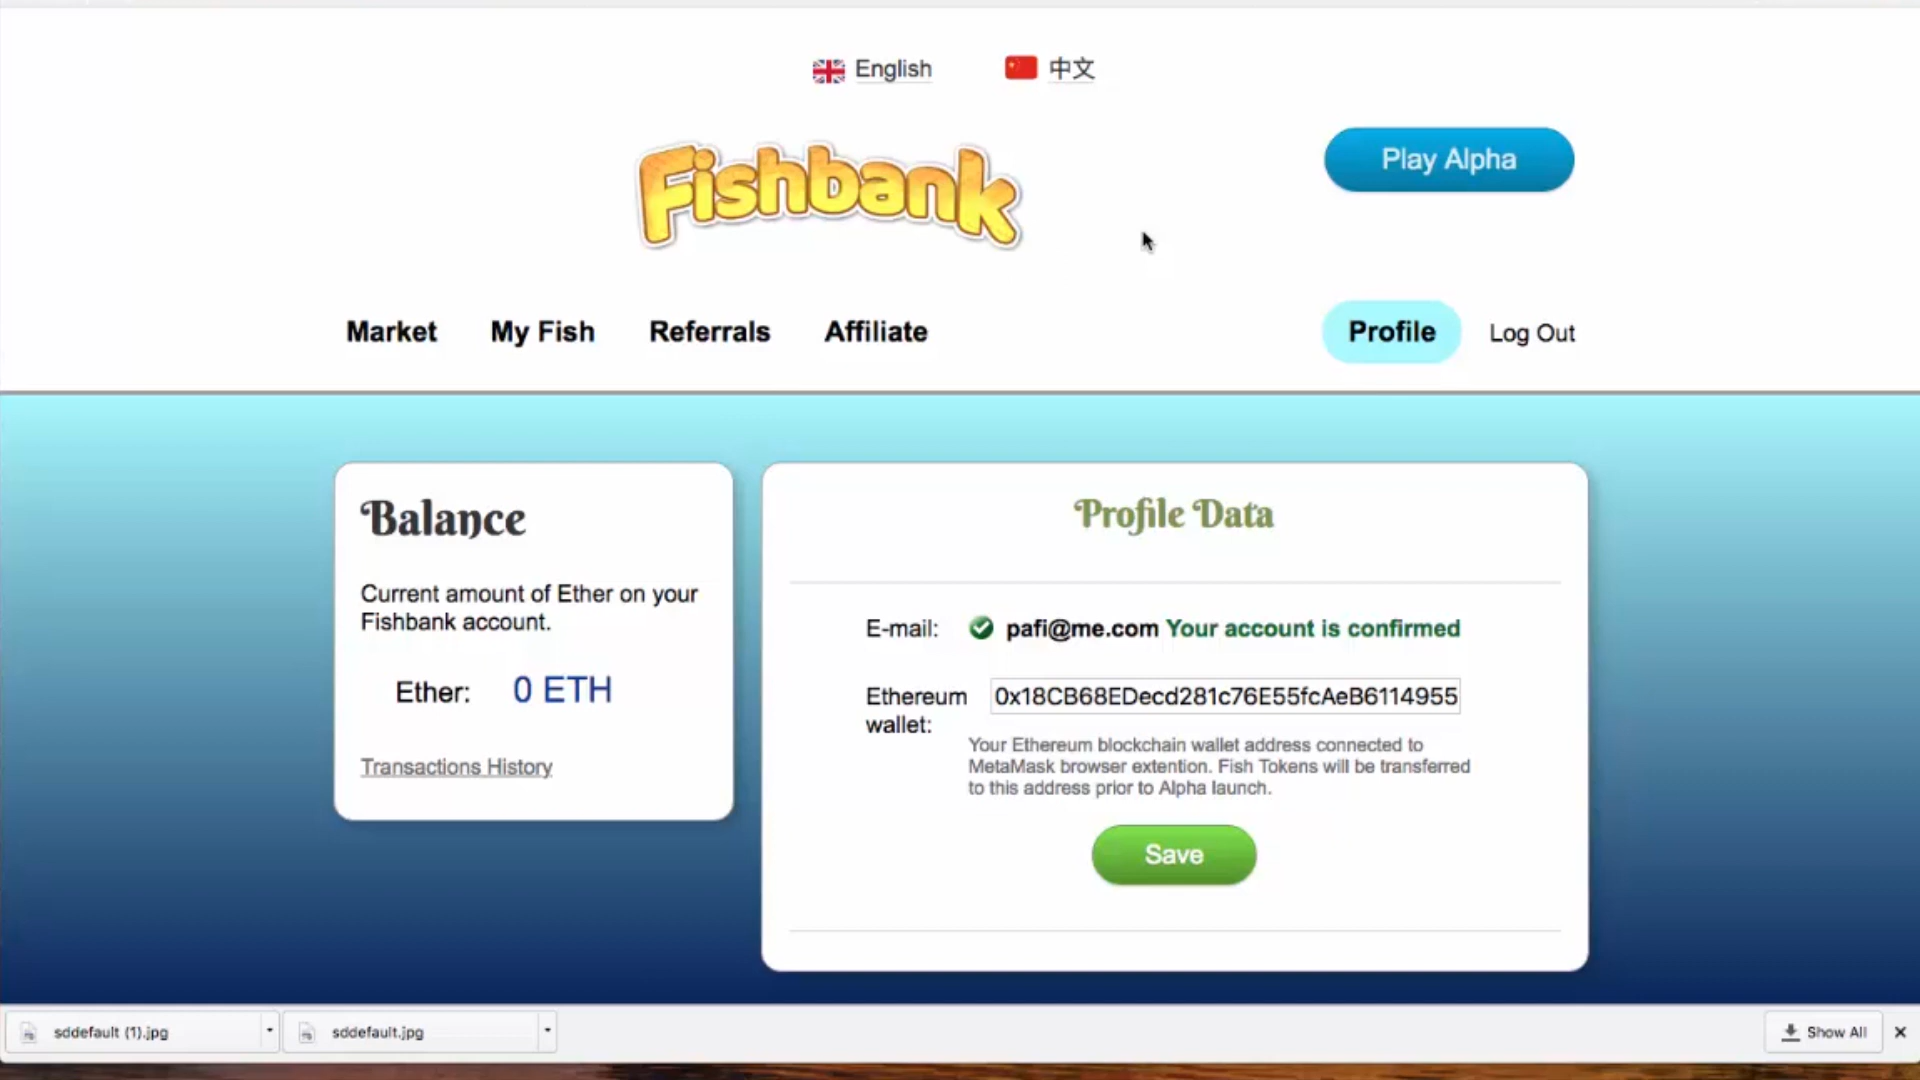 English
中文
Fishbank
Play Alpha
Market
My Fish
Referrals
Affiliate
Profile
Log Out
Balance
Current amount of Ether on your
Fishbank account.
Ether: 0 ETH
Transactions History
Profile Data
E-mail: pafi@me.com Your account is confirmed
Ethereum
wallet:
0x18CB68EDecd281c76E55fcAeB6114955
Your Ethereum blockchain wallet address connected to
MetaMask browser extention. Fish Tokens will be transferred
to this address prior to Alpha launch.
Save
sddefault (1).jpg
sddefault.jpg
Show All